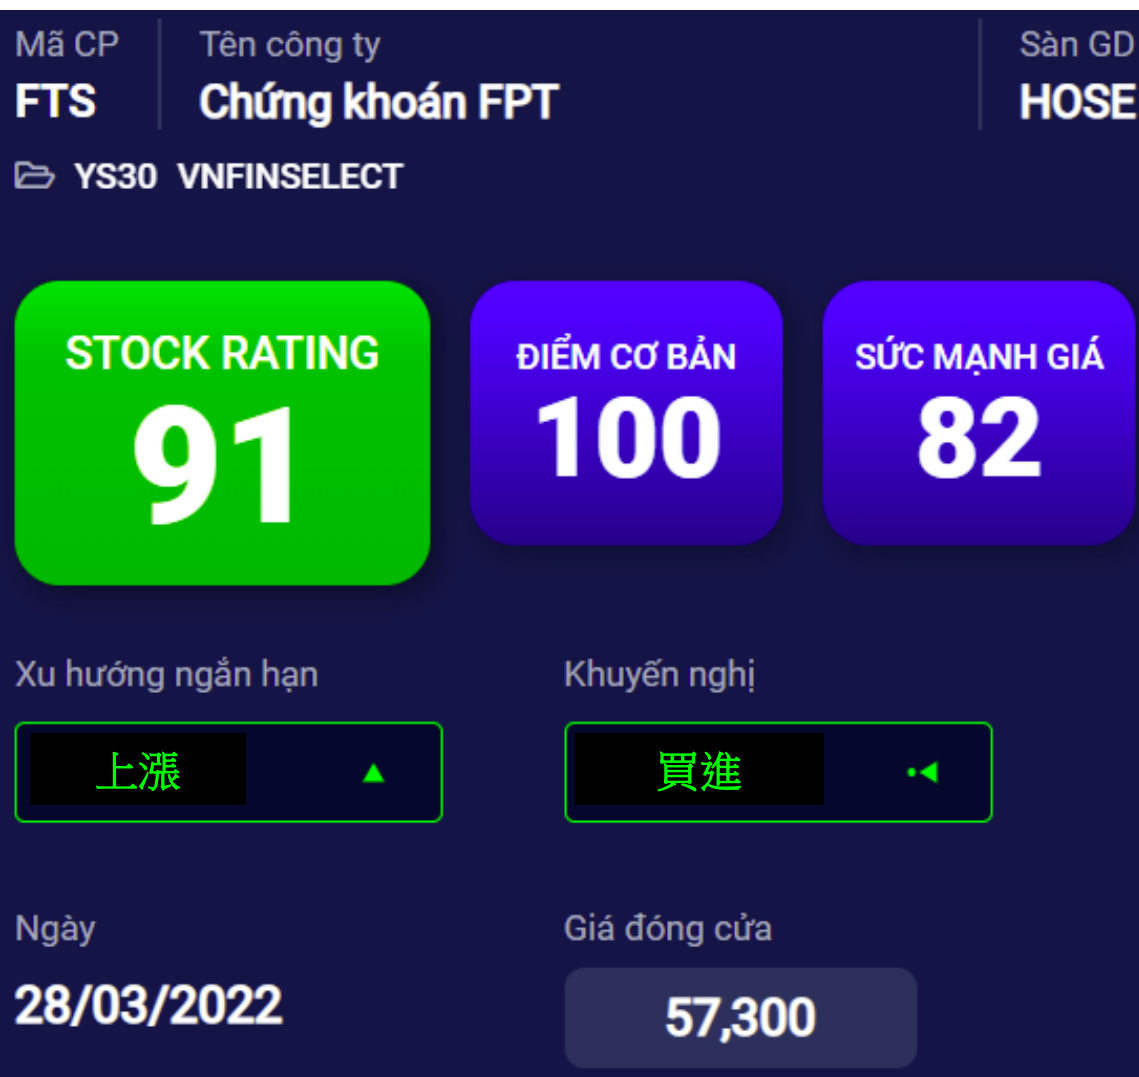 Mã CP Tên công ty Sàn GD
FTS Chứng khoán FPT HOSE
YS30 VNFINSELECT
STOCK RATING ĐIỂM CƠ BẢN SỨC MẠNH GIÁ
91 100 82
Xu hướng ngắn hạn Khuyến nghị
上漲 買進
Ngày Giá đóng cửa
28/03/2022 57,300